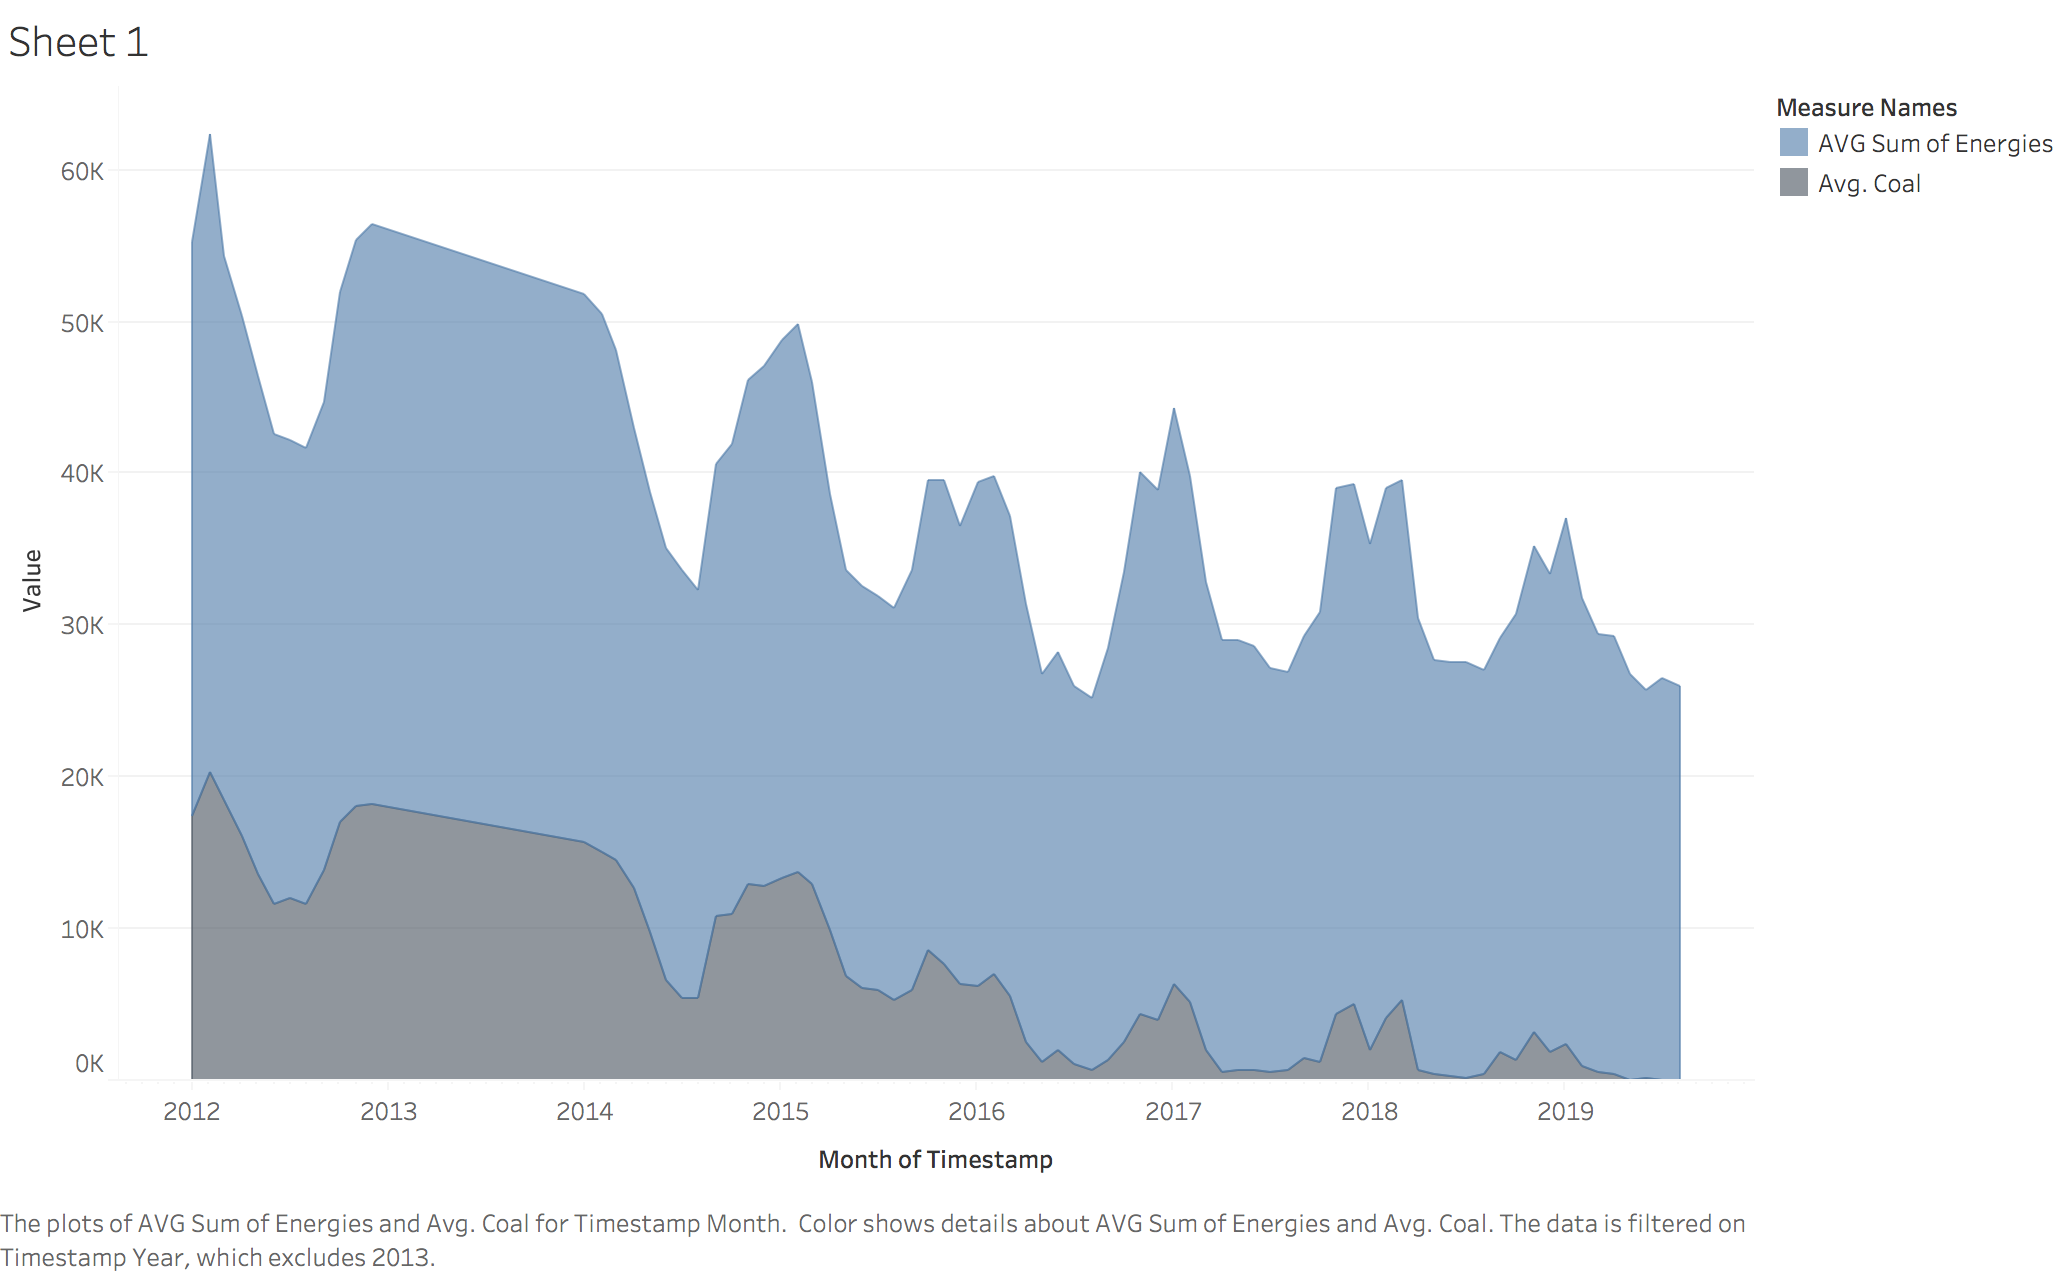 Sheet 1
Measure Names
AVG Sum of Energies
Avg. Coal
60K
50K
40K
30K
20K
10K
0K
Value
2012 2013 2014 2015 2016 2017 2018 2019
Month of Timestamp
The plots of AVG Sum of Energies and Avg. Coal for Timestamp Month.  Color shows details about AVG Sum of Energies and Avg. Coal. The data is filtered on
Timestamp Year, which excludes 2013.